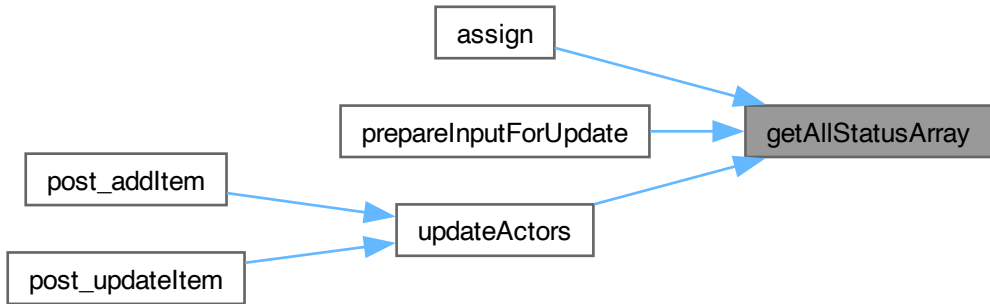 assign
prepareInputForUpdate
getAllStatusArray
post_addItem
updateActors
post_updateItem